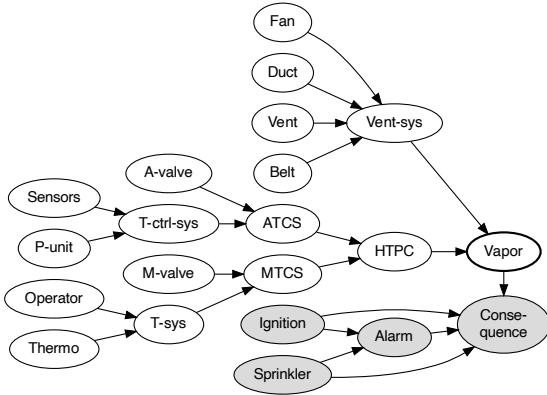 Fan
Duct
Vent
Vent-sys
Belt
A-valve
Sensors
T-ctrl-sys
ATCS
P-unit
HTPC
Vapor
M-valve
MTCS
Operator
T-sys
Thermo
Ignition
Alarm
Conse-
quence
Sprinkler